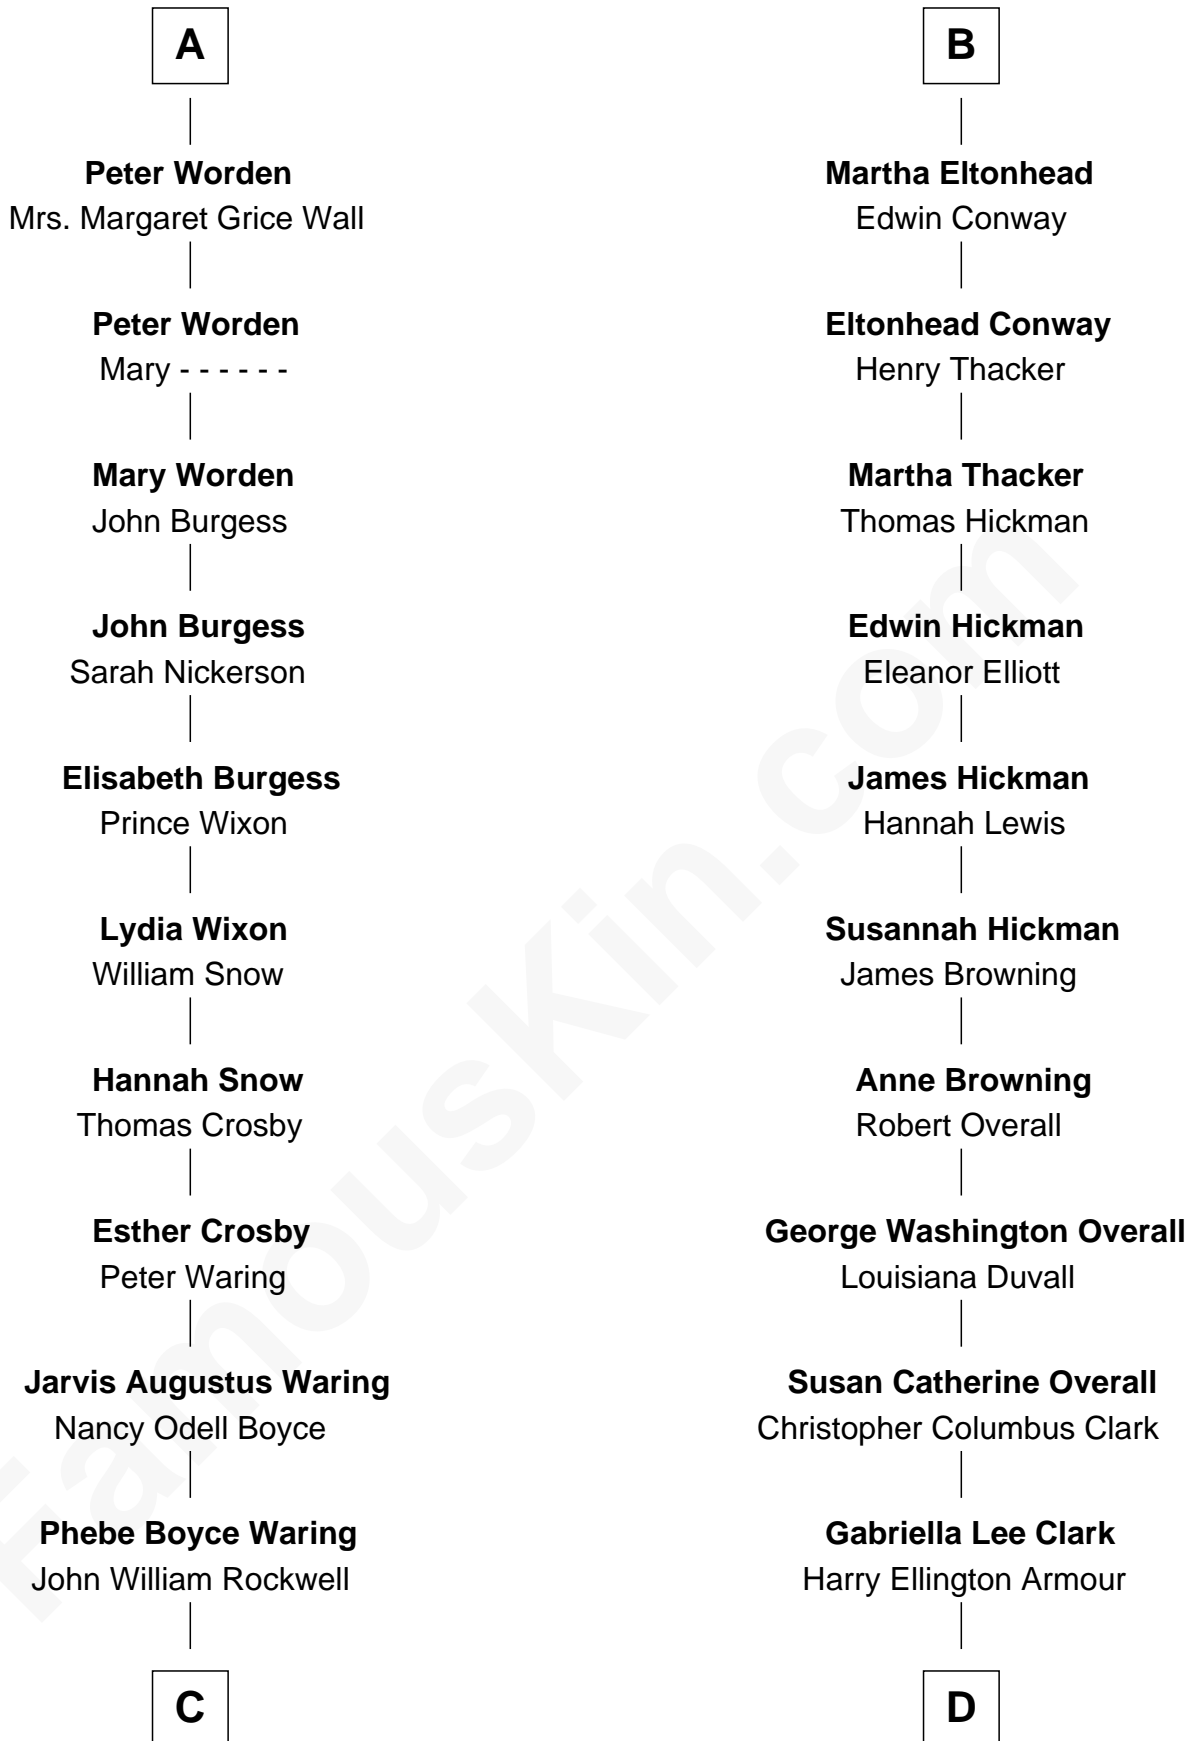 A
Peter Worden
Mrs. Margaret Grice Wall
Peter Worden
Mary - - - - - -
Mary Worden
John Burgess
John Burgess
Sarah Nickerson
Elisabeth Burgess
Prince Wixon
Lydia Wixon
William Snow
Hannah Snow
Thomas Crosby
Esther Crosby
Peter Waring
Jarvis Augustus Waring
Nancy Odell Boyce
Phebe Boyce Waring
John William Rockwell
C
B
Martha Eltonhead
Edwin Conway
Eltonhead Conway
Henry Thacker
Martha Thacker
Thomas Hickman
Edwin Hickman
Eleanor Elliott
James Hickman
Hannah Lewis
Susannah Hickman
James Browning
Anne Browning
Robert Overall
George Washington Overall
Louisiana Duvall
Susan Catherine Overall
Christopher Columbus Clark
Gabriella Lee Clark
Harry Ellington Armour
D
FamousKin.com